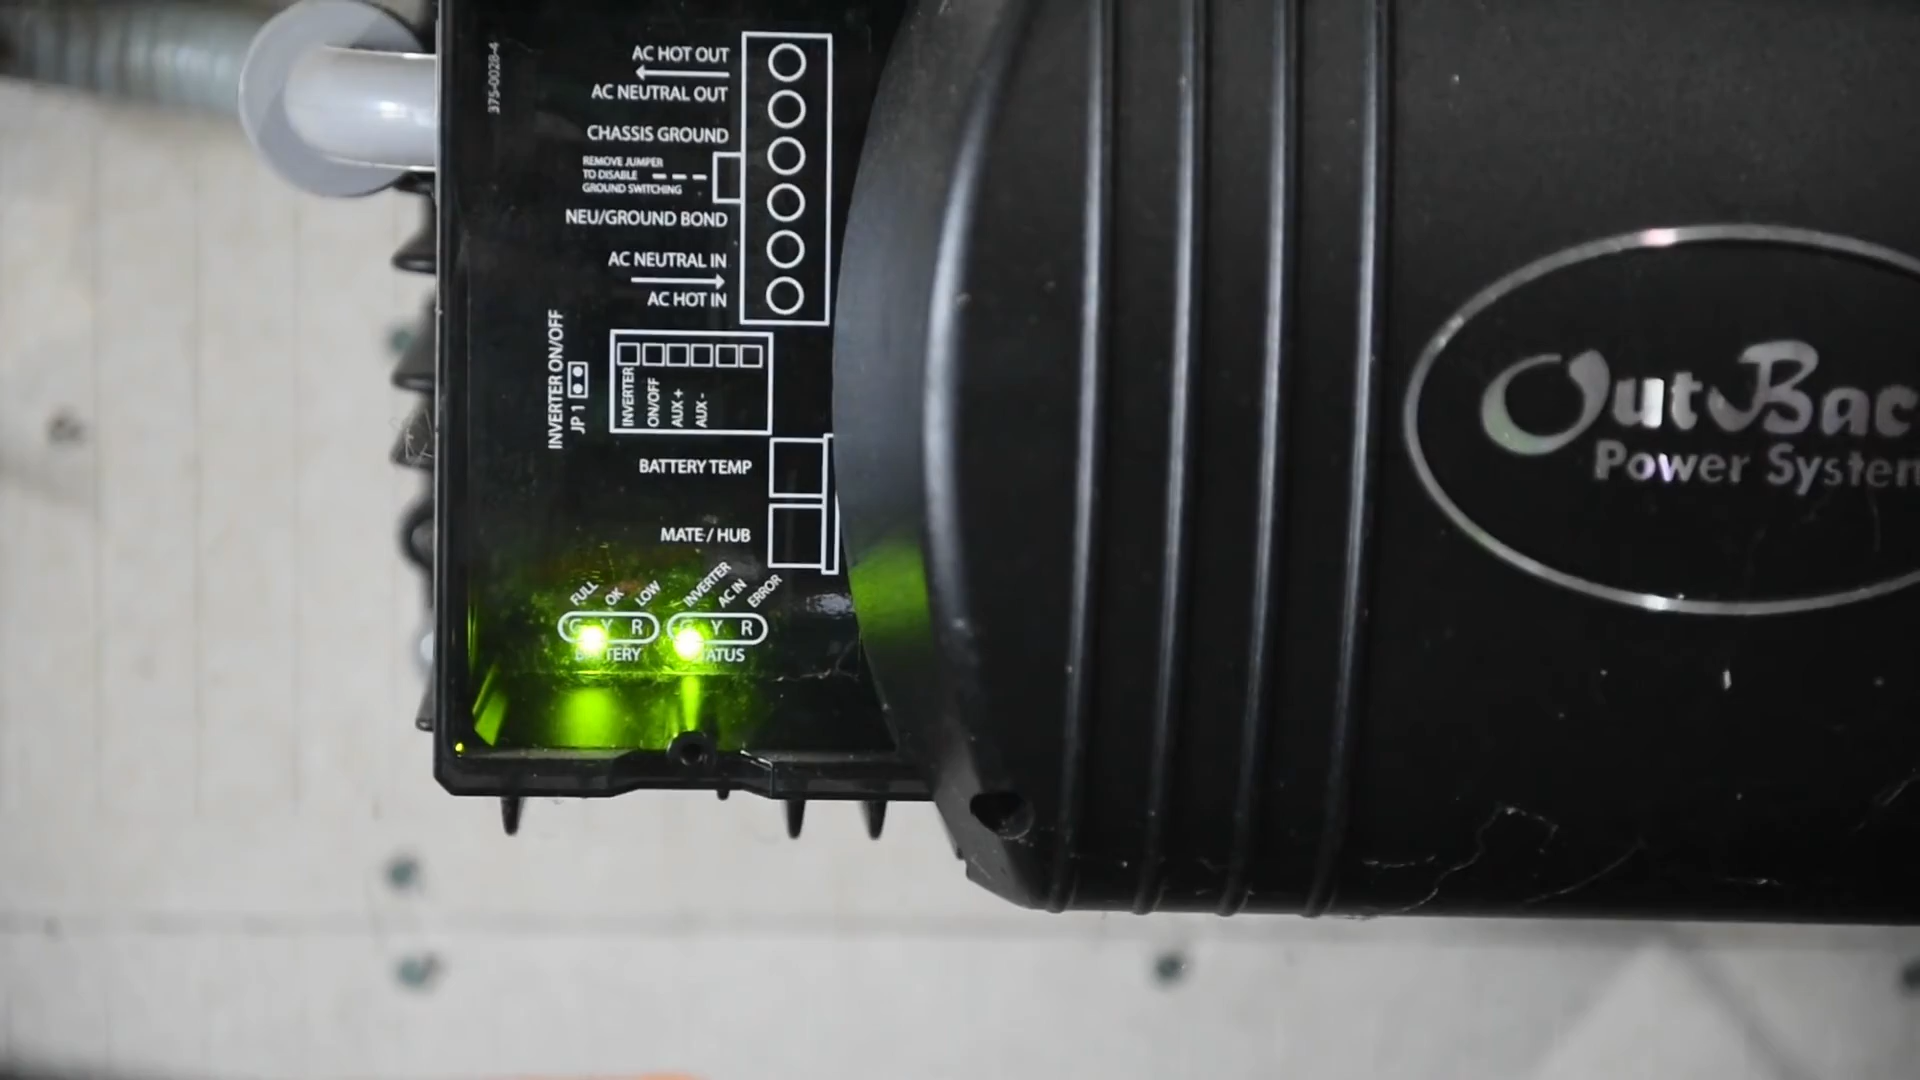 375-0028-4
AC HOT OUT
AC NEUTRAL OUT
CHASSIS GROUND
REMOVE JUMPER
TO DISABLE
GROUND SWITCHING
NEU/GROUND BOND
AC NEUTRAL IN
AC HOT IN
INVERTER ON/OFF
JP 1
INVERTER
ON/OFF
AUX +
AUX -
BATTERY TEMP
MATE / HUB
FULL
OK
LOW
INVERTER
AC IN
ERROR
G Y R
Y R
BATTERY
OutBac
Power System